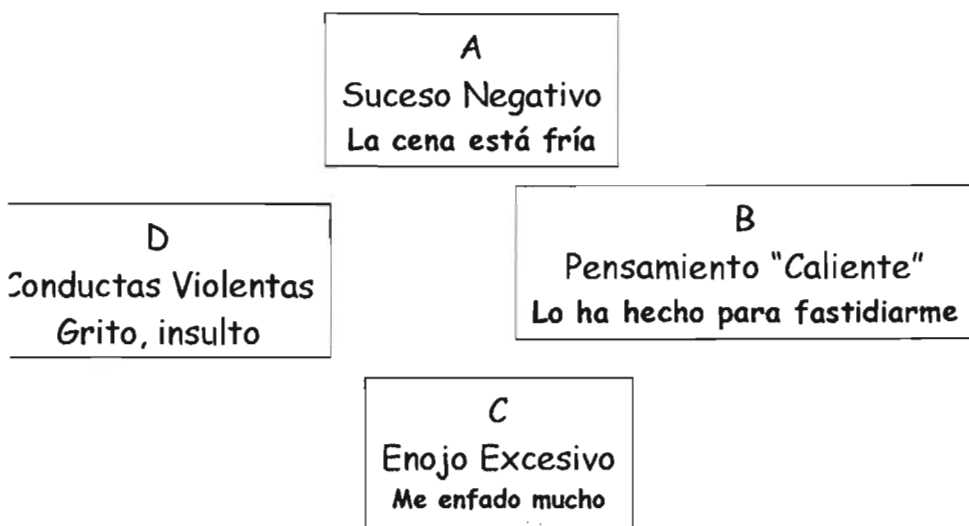 A
Suceso Negativo
La cena está fría
B
Pensamiento "Caliente"
Lo ha hecho para fastidiarme
C
Enojo Excesivo
Me enfado mucho
D
Conductas Violentas
Grito, insulto